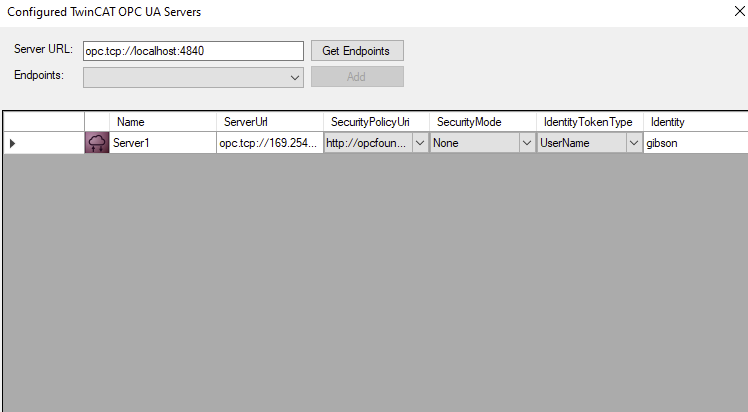 Configured TwinCAT OPC UA Servers
Server URL: opc.tcp://localhost:4840 Get Endpoints
Endpoints: Add
Name ServerUrl SecurityPolicyUri SecurityMode IdentityTokenType Identity
Server1 opc.tcp://169.254... http://opcfoun... None UserName gibson